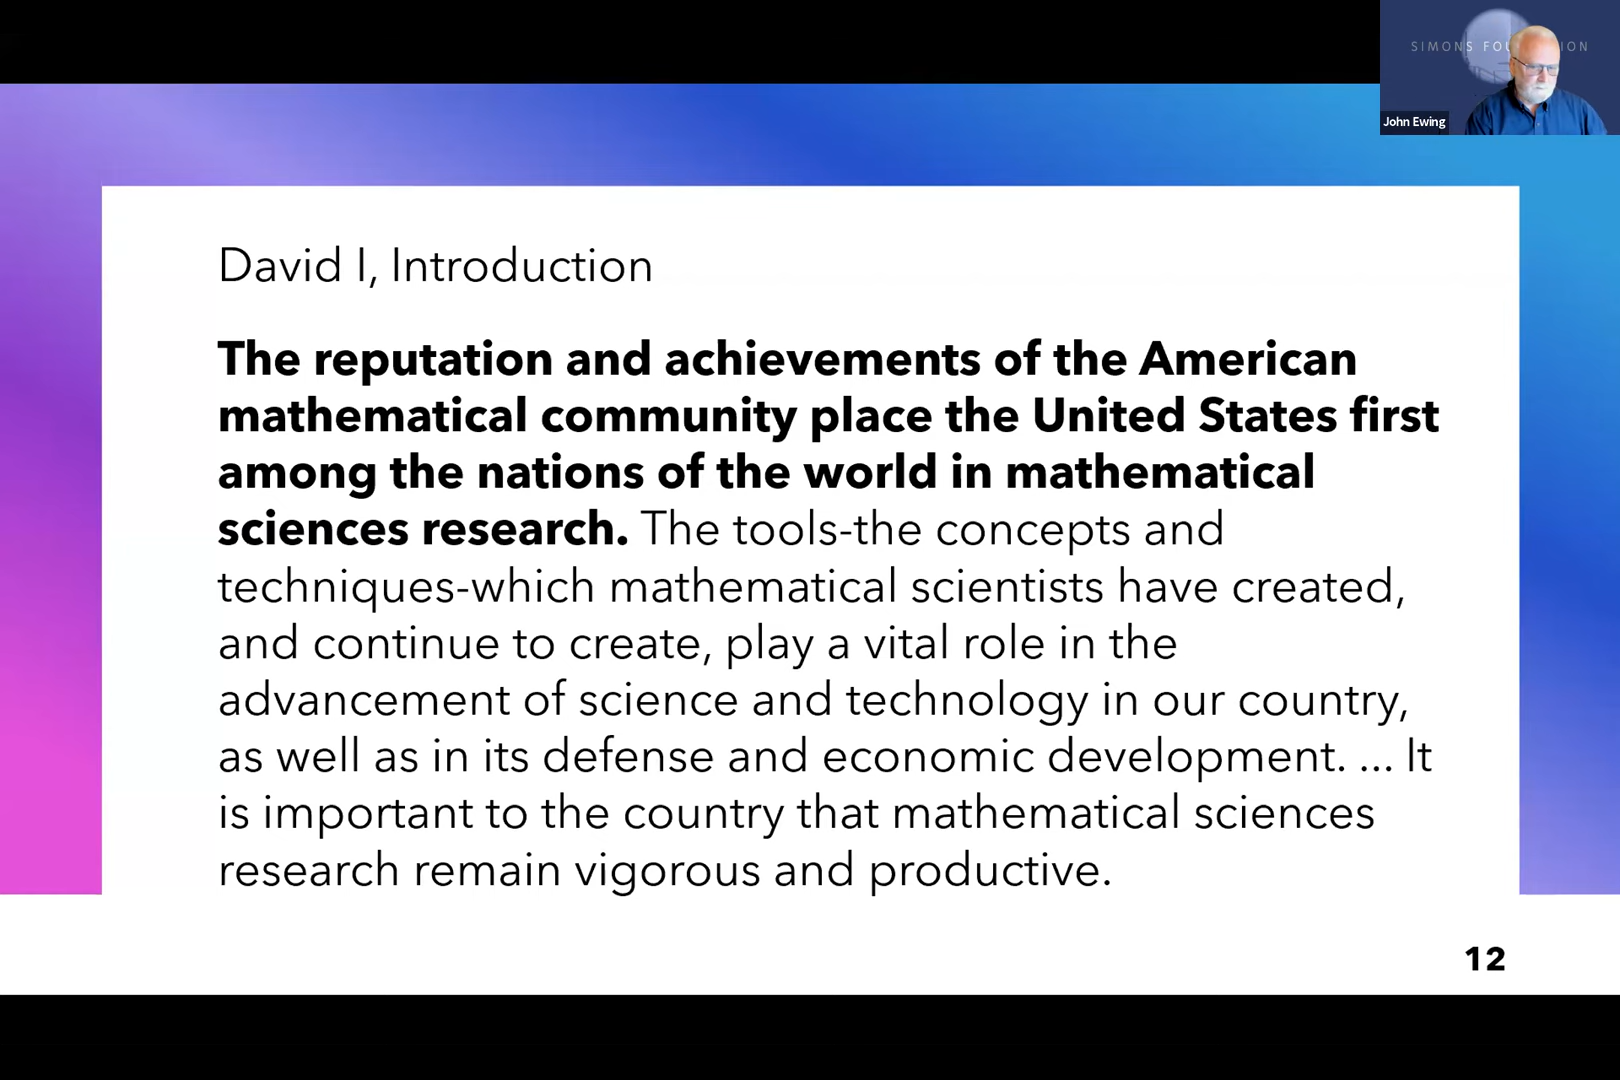 SIMONS FOU ION
John Ewing
David I, Introduction
The reputation and achievements of the American
mathematical community place the United States first
among the nations of the world in mathematical
sciences research. The tools-the concepts and
techniques-which mathematical scientists have created,
and continue to create, play a vital role in the
advancement of science and technology in our country,
as well as in its defense and economic development. ... It
is important to the country that mathematical sciences
research remain vigorous and productive.
12